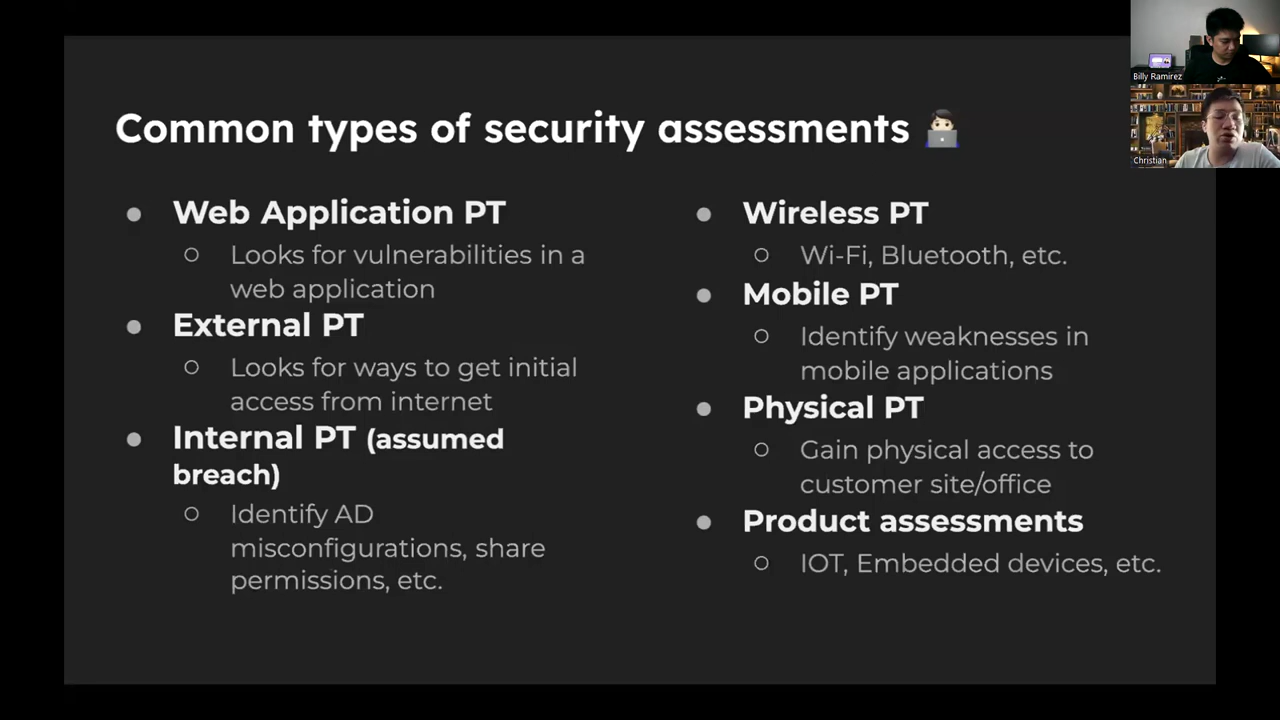 Common types of security assessments 
Web Application PT
Looks for vulnerabilities in a
web application
External PT
Looks for ways to get initial
access from internet
Internal PT (assumed
breach)
Identify AD
misconfigurations, share
permissions, etc.
Wireless PT
Wi-Fi, Bluetooth, etc.
Mobile PT
Identify weaknesses in
mobile applications
Physical PT
Gain physical access to
customer site/office
Product assessments
IOT, Embedded devices, etc.
Billy Ramirez
Christian